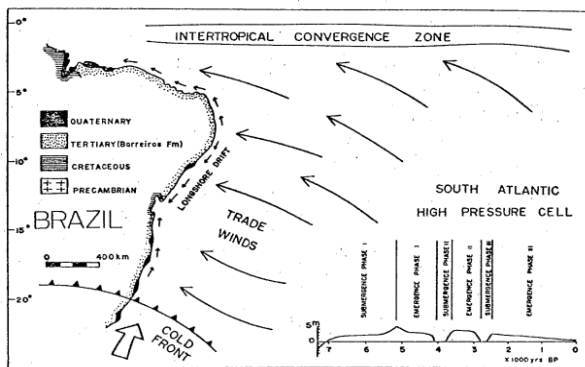 0°
INTERTROPICAL CONVERGENCE ZONE
5°
QUATERNARY
TERTIARY (Barreiras Fm)
CRETACEOUS
PRECAMBRIAN
10°
LONGSHORE DRIFT
BRAZIL
TRADE
WINDS
SOUTH ATLANTIC
HIGH PRESSURE CELL
15°
0 400km
20°
COLD
FRONT
SUBMERGENCE PHASE I
EMERGENCE PHASE I
SUBMERGENCE PHASE II
EMERGENCE PHASE II
SUBMERGENCE PHASE III
EMERGENCE PHASE III
5m
0
7 6 5 4 3 2 1 0
X 1000 yrs BP